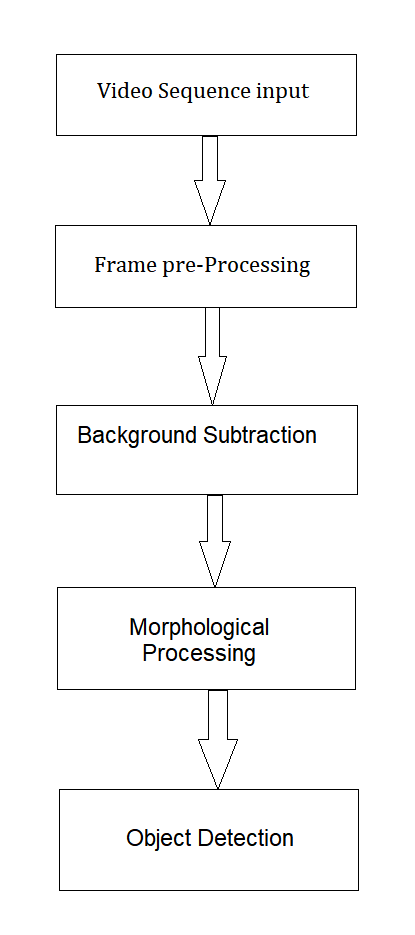 Video Sequence input
Frame pre-Processing
Background Subtraction
Morphological
Processing
Object Detection